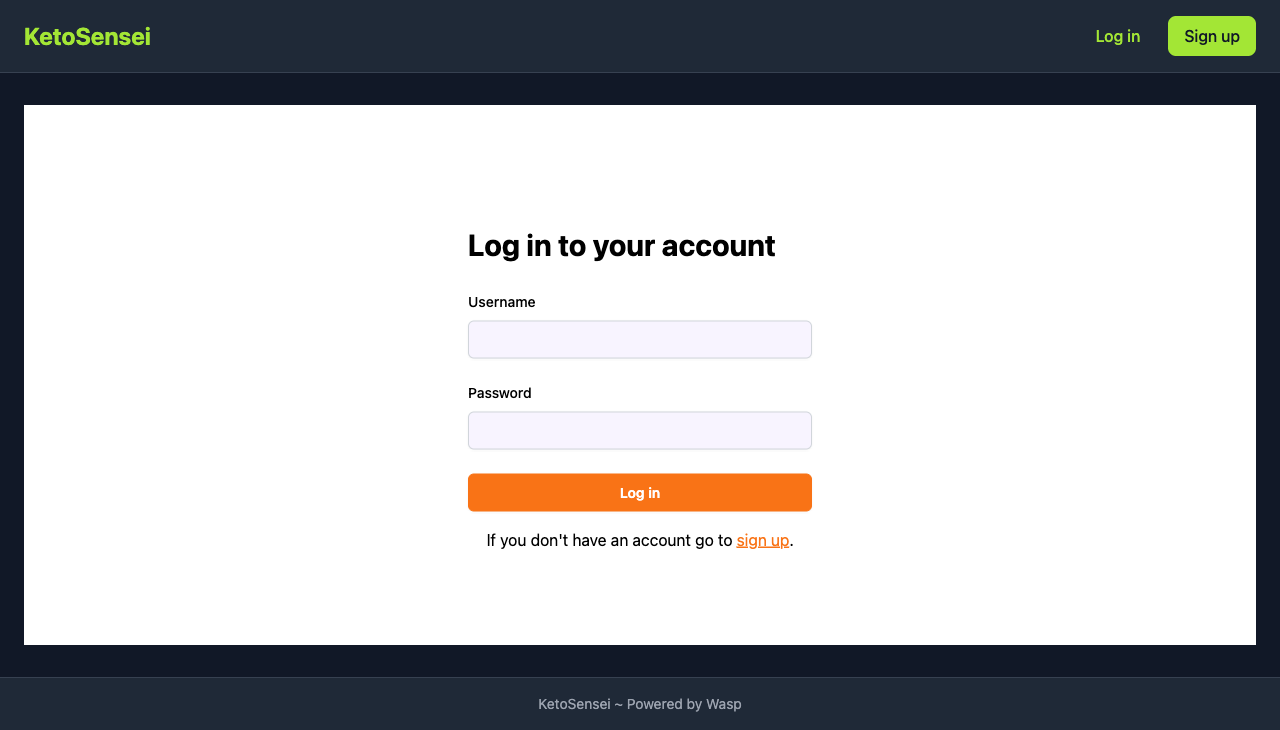 KetoSensei
Log in
Sign up
Log in to your account
Username
Password
Log in
If you don't have an account go to sign up.
KetoSensei ~ Powered by Wasp